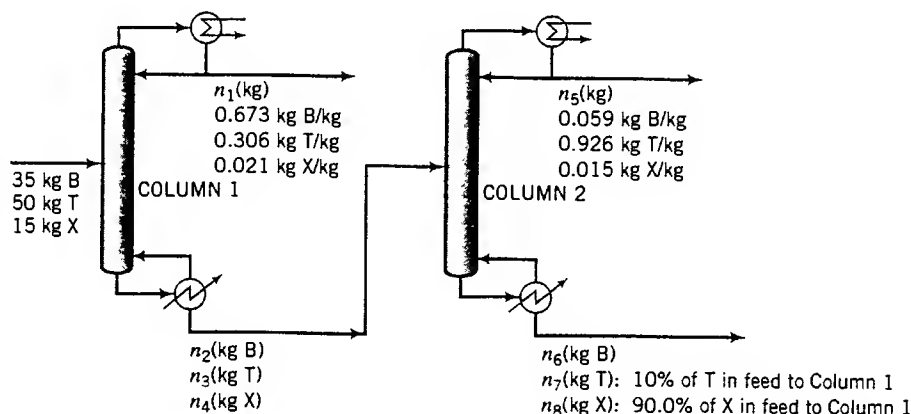 n1(kg)
0.673 kg B/kg
0.306 kg T/kg
0.021 kg X/kg
n5(kg)
0.059 kg B/kg
0.926 kg T/kg
0.015 kg X/kg
35 kg B
50 kg T
15 kg X
COLUMN 1
COLUMN 2
n2(kg B)
n3(kg T)
n4(kg X)
n6(kg B)
n7(kg T): 10% of T in feed to Column 1
n8(kg X): 90.0% of X in feed to Column 1